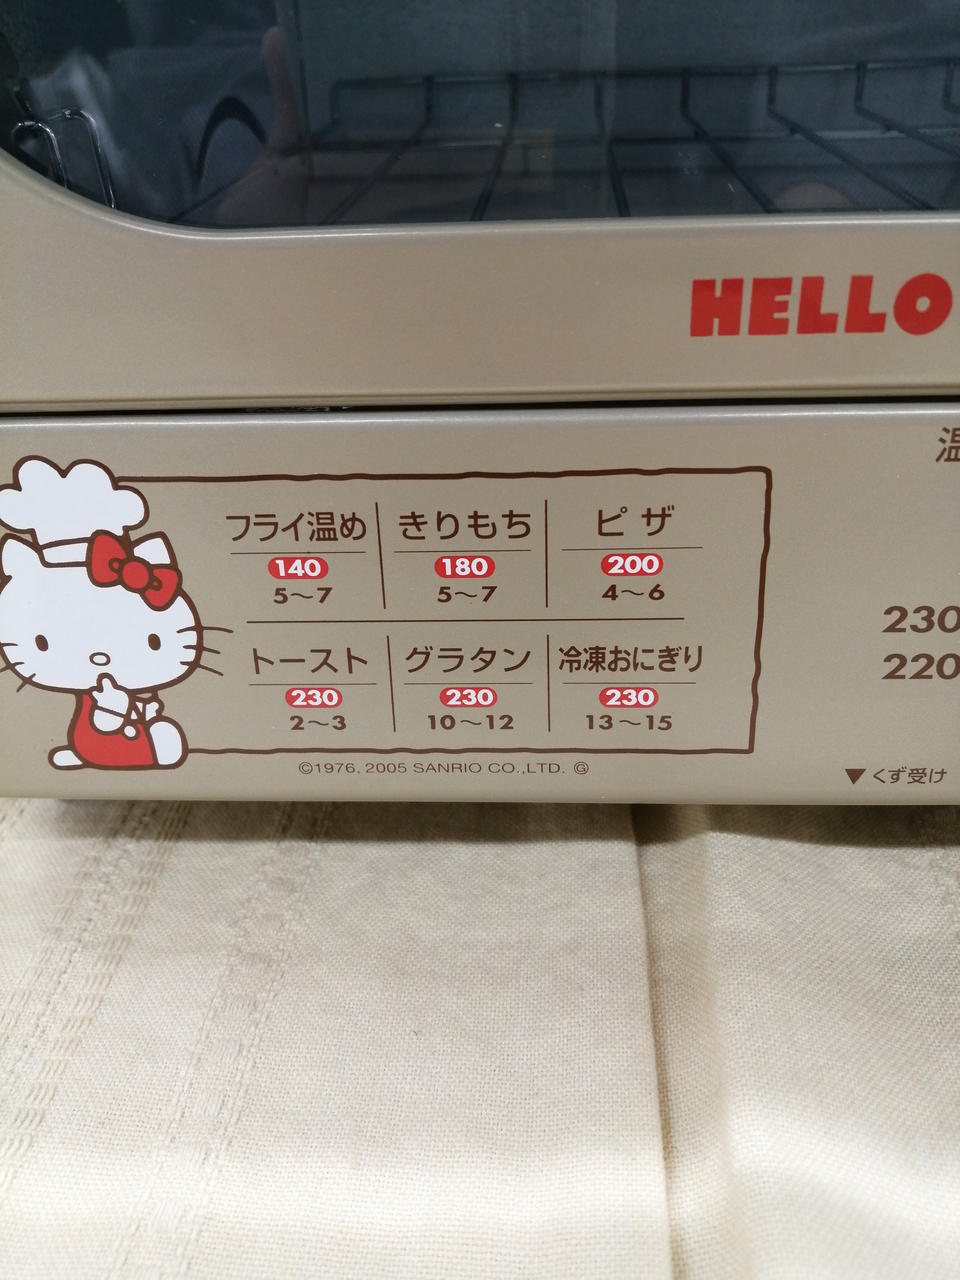 HELLO
フライ温め きりもち ピザ
140 180 200
5〜7 5〜7 4〜6
トースト グラタン 冷凍おにぎり
230 230 230
2〜3 10〜12 13〜15
©1976, 2005 SANRIO CO.,LTD. Ⓖ
温
230
220
▼くず受け